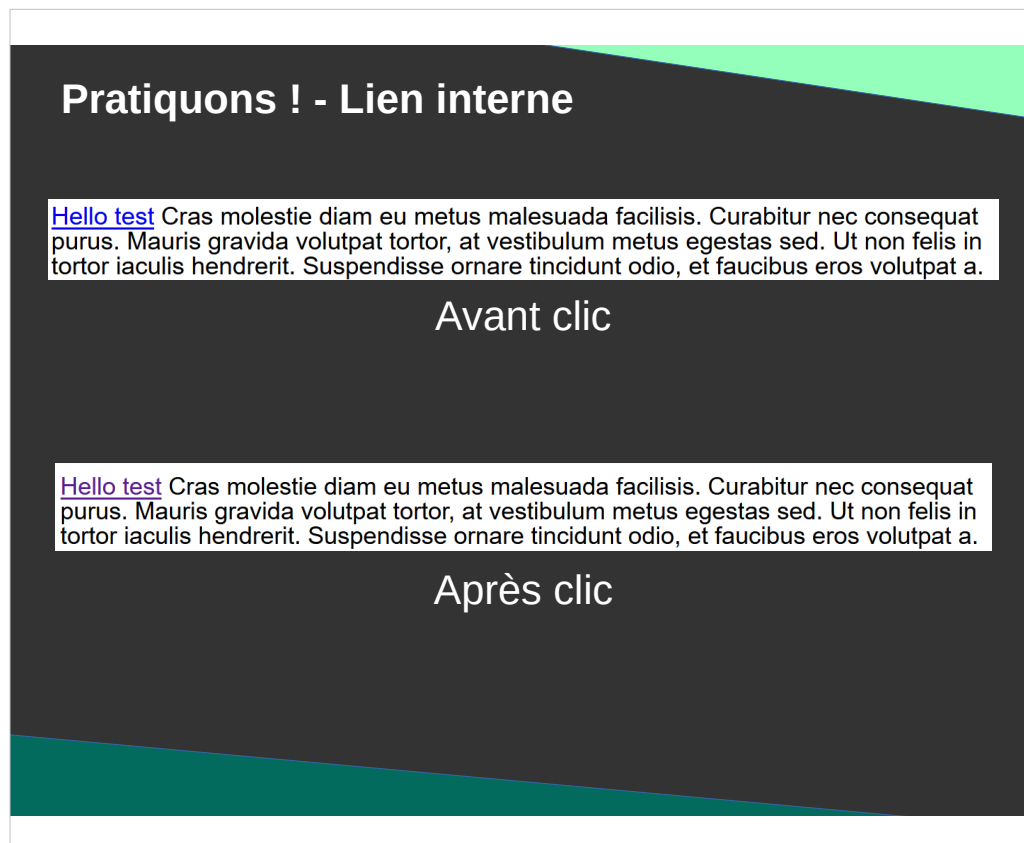 Pratiquons ! - Lien interne
Hello test Cras molestie diam eu metus malesuada facilisis. Curabitur nec consequat
purus. Mauris gravida volutpat tortor, at vestibulum metus egestas sed. Ut non felis in
tortor iaculis hendrerit. Suspendisse ornare tincidunt odio, et faucibus eros volutpat a.
Avant clic
Hello test Cras molestie diam eu metus malesuada facilisis. Curabitur nec consequat
purus. Mauris gravida volutpat tortor, at vestibulum metus egestas sed. Ut non felis in
tortor iaculis hendrerit. Suspendisse ornare tincidunt odio, et faucibus eros volutpat a.
Après clic